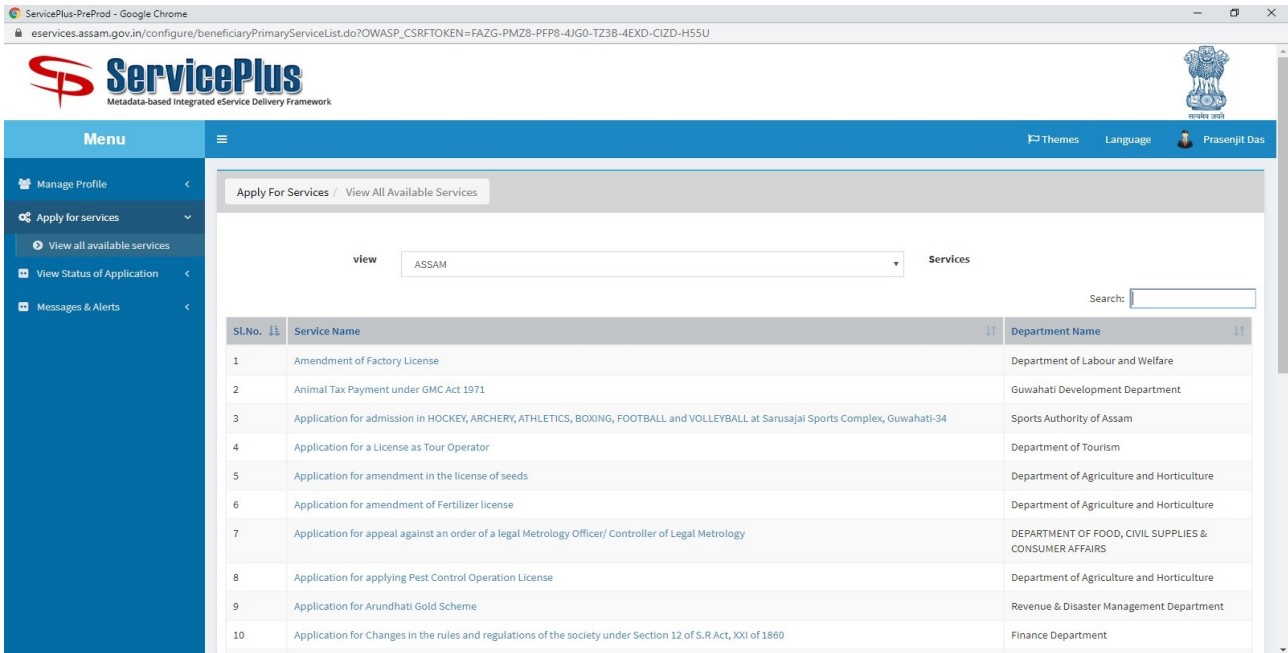 ServicePlus-PreProd - Google Chrome
eservices.assam.gov.in/configure/beneficiaryPrimaryServiceList.do?OWASP_CSRFTOKEN=FAZG-PMZ8-PFP8-4JG0-TZ3B-4EXD-CIZD-H55U
ServicePlus
Metadata-based Integrated eService Delivery Framework
सत्यमेव जयते
Menu
Themes Language Prasenjit Das
Manage Profile
Apply for services
View all available services
View Status of Application
Messages & Alerts
Apply For Services / View All Available Services
view ASSAM Services
Search:
Sl.No. Service Name Department Name
1 Amendment of Factory License Department of Labour and Welfare
2 Animal Tax Payment under GMC Act 1971 Guwahati Development Department
3 Application for admission in HOCKEY, ARCHERY, ATHLETICS, BOXING, FOOTBALL and VOLLEYBALL at Sarusajai Sports Complex, Guwahati-34 Sports Authority of Assam
4 Application for a License as Tour Operator Department of Tourism
5 Application for amendment in the license of seeds Department of Agriculture and Horticulture
6 Application for amendment of Fertilizer license Department of Agriculture and Horticulture
7 Application for appeal against an order of a legal Metrology Officer/ Controller of Legal Metrology DEPARTMENT OF FOOD, CIVIL SUPPLIES &
CONSUMER AFFAIRS
8 Application for applying Pest Control Operation License Department of Agriculture and Horticulture
9 Application for Arundhati Gold Scheme Revenue & Disaster Management Department
10 Application for Changes in the rules and regulations of the society under Section 12 of S.R Act, XXI of 1860 Finance Department